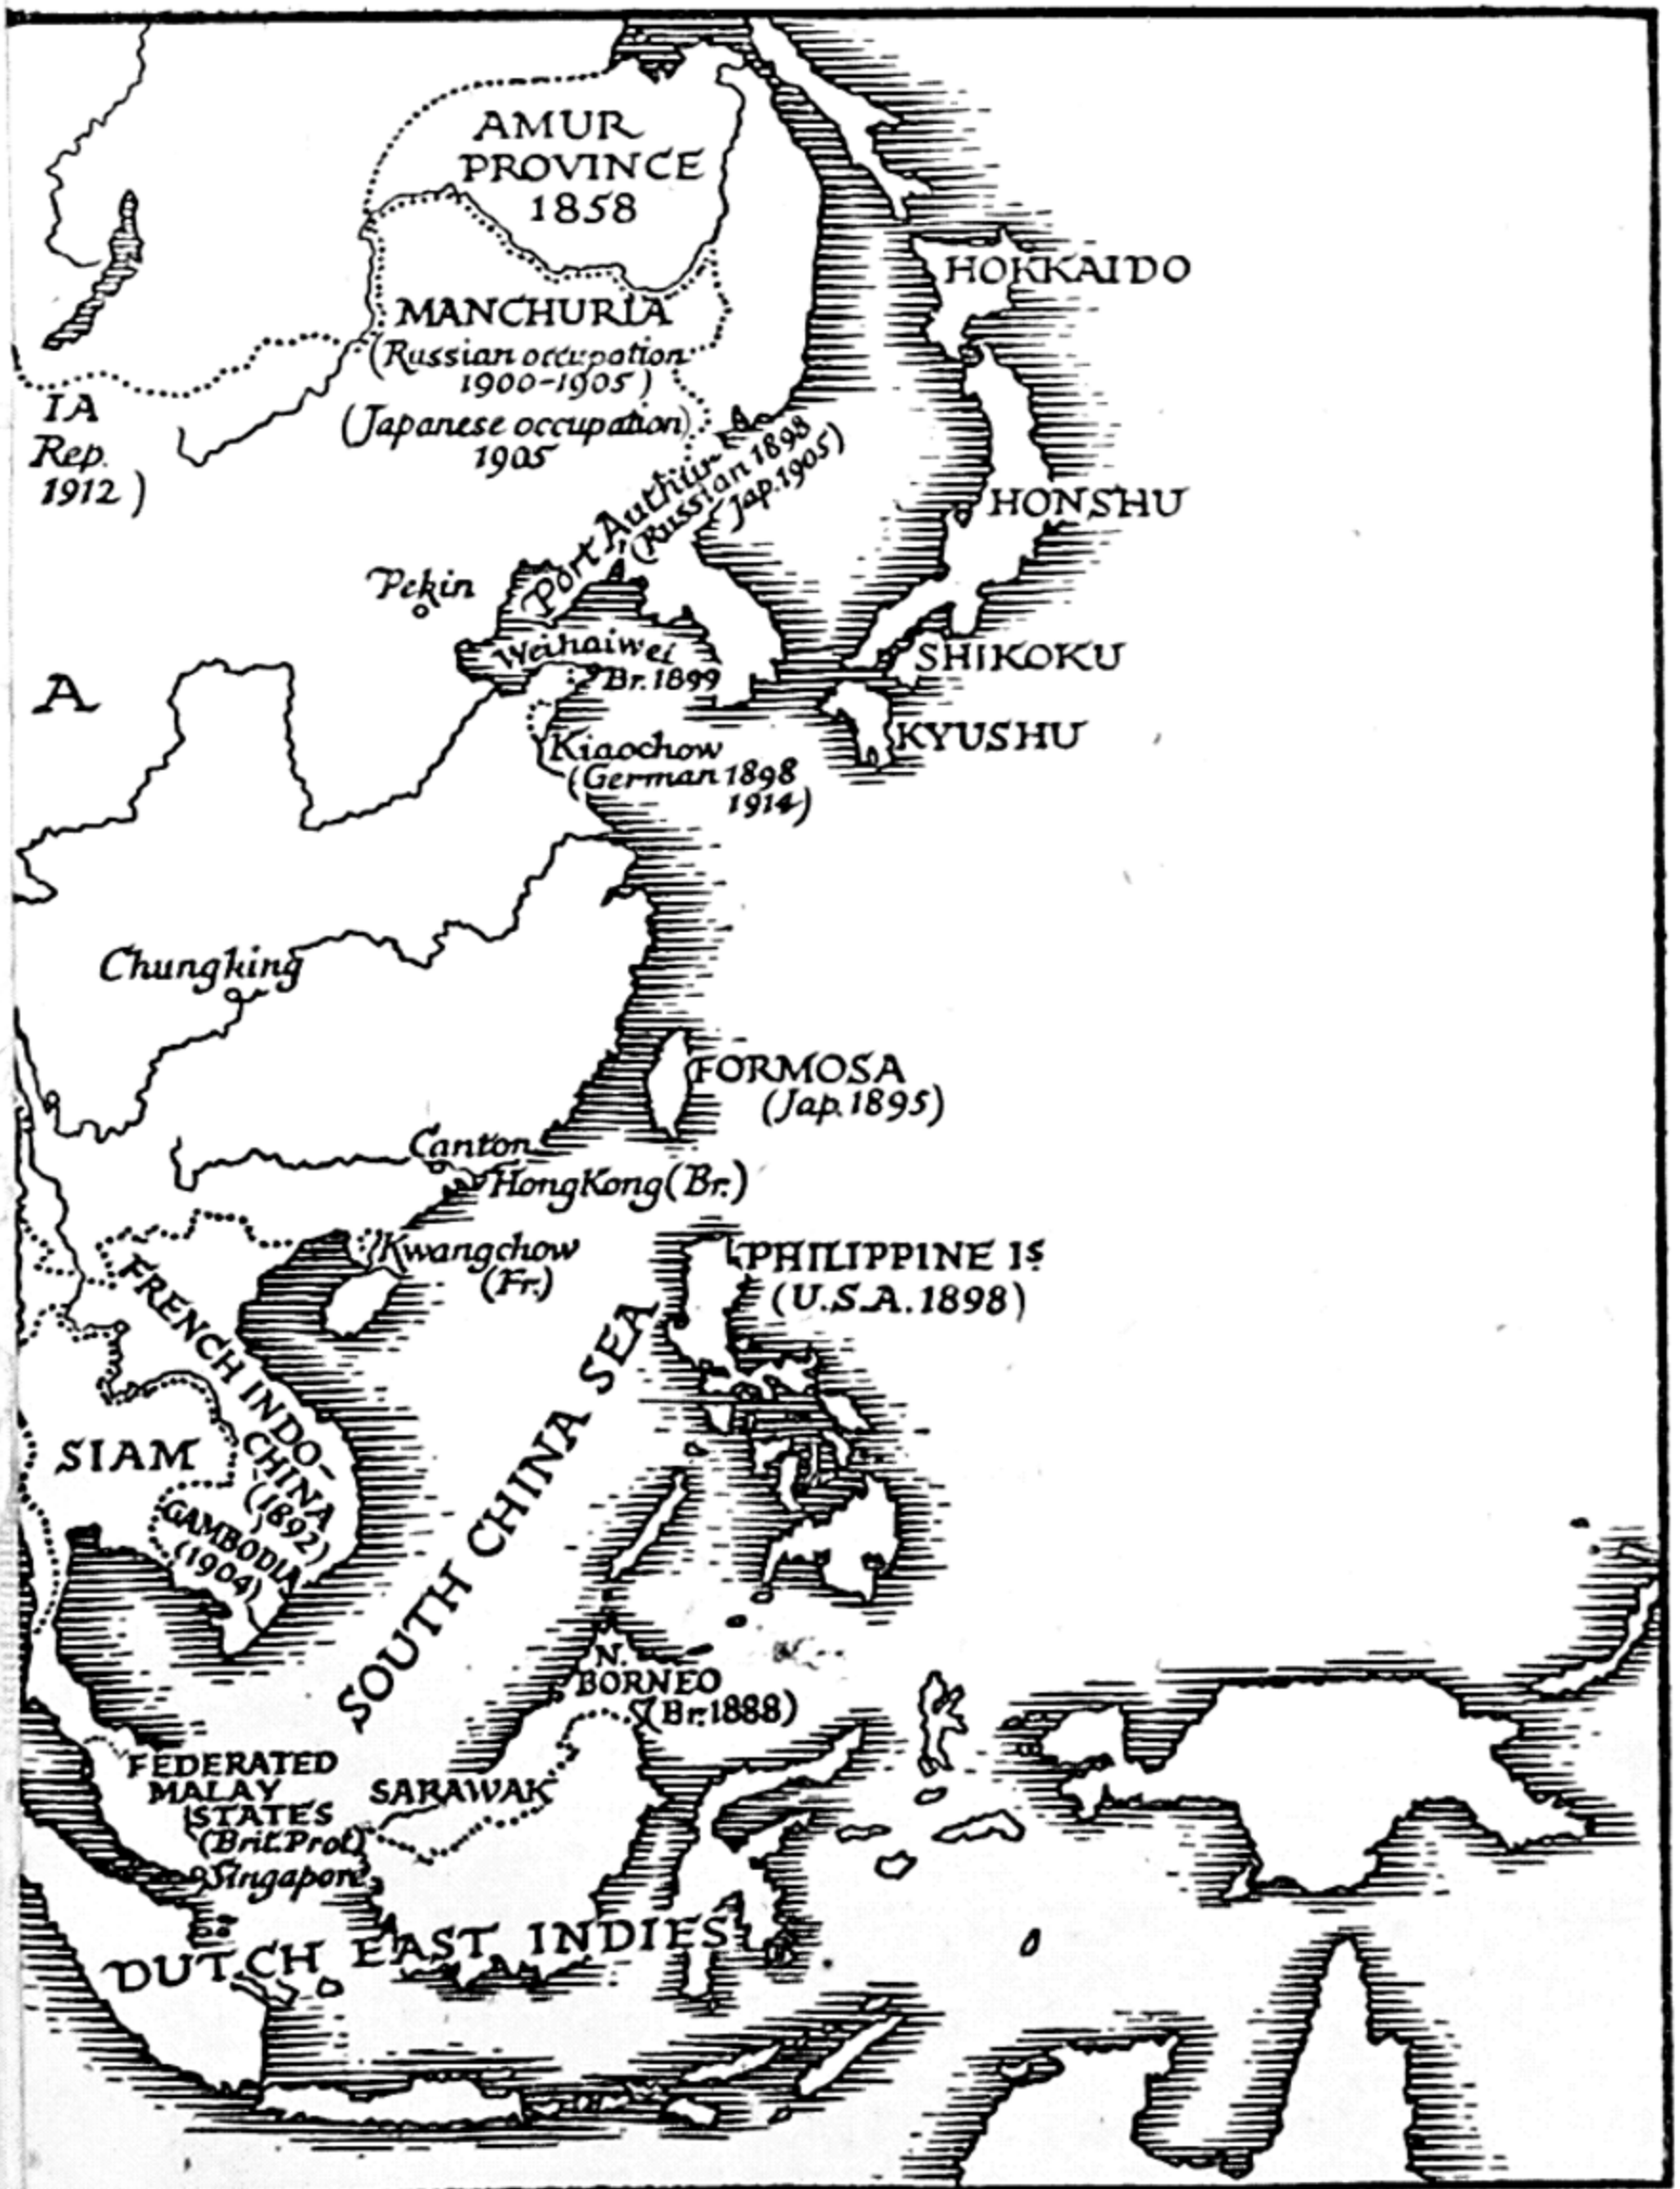 AMUR
PROVINCE
1858
HOKKAIDO
MANCHURIA
(Russian occupation
1900-1905)
(Japanese occupation)
1905
IA
Rep.
1912)
Port Authur
(Russian 1898
Jap. 1905)
HONSHU
Pekin
Weihaiwei
Br. 1899
SHIKOKU
A
KYUSHU
Kiaochow
(German 1898
1914)
Chungking
FORMOSA
(Jap. 1895)
Canton
HongKong (Br.)
Kwangchow
(Fr.)
PHILIPPINE Is
(U.S.A. 1898)
FRENCH INDO-
CHINA
(1892)
SIAM
CAMBODIA
(1904)
SOUTH CHINA SEA
N.
BORNEO
(Br. 1888)
FEDERATED
MALAY
STATES
(Brit. Prot.)
Singapore
SARAWAK
DUTCH EAST INDIES